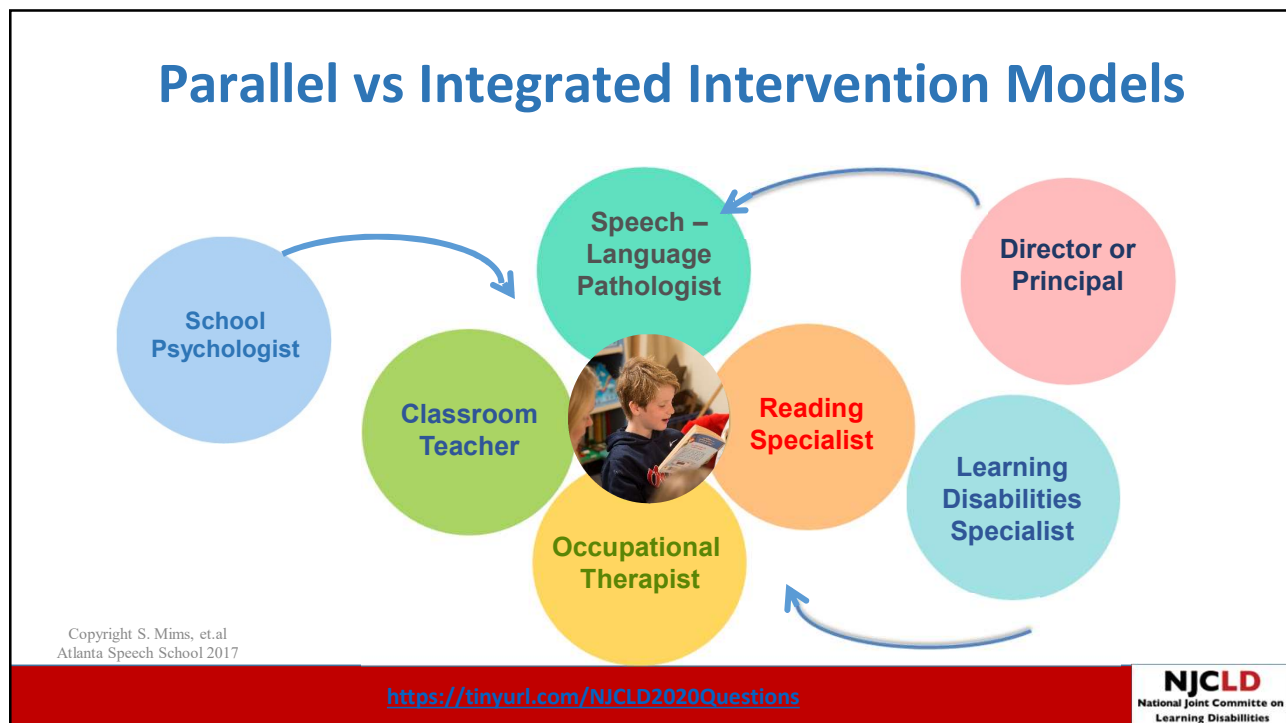 Parallel vs Integrated Intervention Models
Speech –
Language
Pathologist
Director or
Principal
School
Psychologist
Classroom
Teacher
Reading
Specialist
Learning
Disabilities
Specialist
Occupational
Therapist
Copyright S. Mims, et.al
Atlanta Speech School 2017
https://tinyurl.com/NJCLD2020Questions
NJCLD
National Joint Committe on
Learning Disabillities